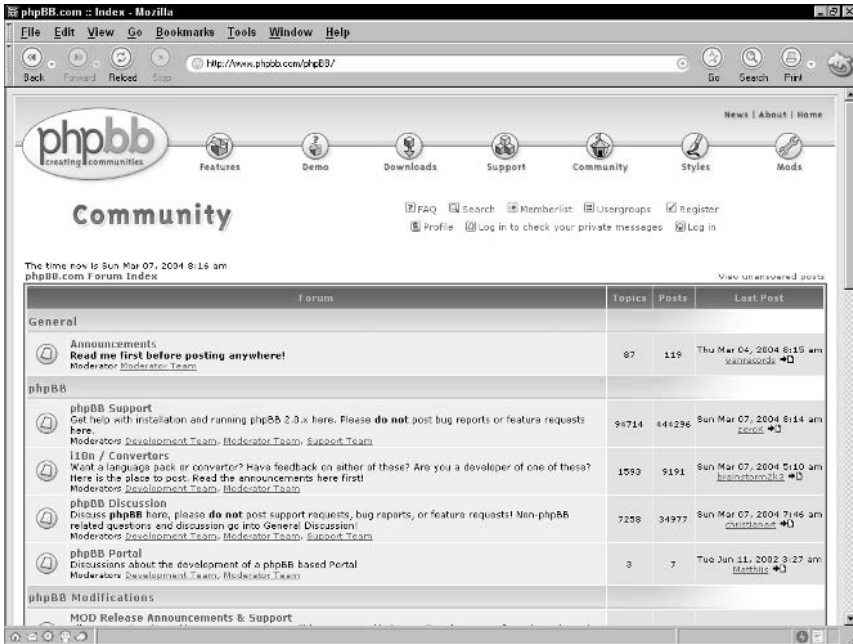 phpBB.com :: Index - Mozilla
File Edit View Go Bookmarks Tools Window Help
http://www.phpbb.com/phpBB/
Back Forward Reload Stop Go Search Print
News | About | Home
phpbb
creating communities
Features Demo Downloads Support Community Styles Mods
Community
FAQ Search Memberlist Usergroups Register
Profile Log in to check your private messages Log in
The time now is Sun Mar 07, 2004 8:16 am
phpBB.com Forum Index View unanswered posts
Forum Topics Posts Last Post
General
Announcements
Read me first before posting anywhere!
Moderator Moderator Team
87 119
Thu Mar 04, 2004 8:15 am
phpBB
phpBB Support
Get help with installation and running phpBB 2.0.x here. Please do not post bug reports or feature requests
here.
Moderators Development Team, Moderator Team, Support Team
94714 444296
Sun Mar 07, 2004 8:14 am
zeroK
i18n / Convertors
Want a language pack or convertor? Have feedback on either of these? Are you a developer of one of these?
Here is the place to post. Read the announcements here first!
Moderators Development Team, Moderator Team
1593 9191
Sun Mar 07, 2004 5:10 am
brainstorm2k3
phpBB Discussion
Discuss phpBB here, please do not post support requests, bug reports, or feature requests! Non-phpBB
related questions and discussion go into General Discussion!
Moderators Development Team, Moderator Team, Support Team
7258 34977
Sun Mar 07, 2004 7:46 am
christianart
phpBB Portal
Discussions about the development of a phpBB based Portal
Moderators Development Team, Moderator Team
3 7
Tue Jun 11, 2002 3:27 am
Matthijs
phpBB Modifications
MOD Release Announcements & Support